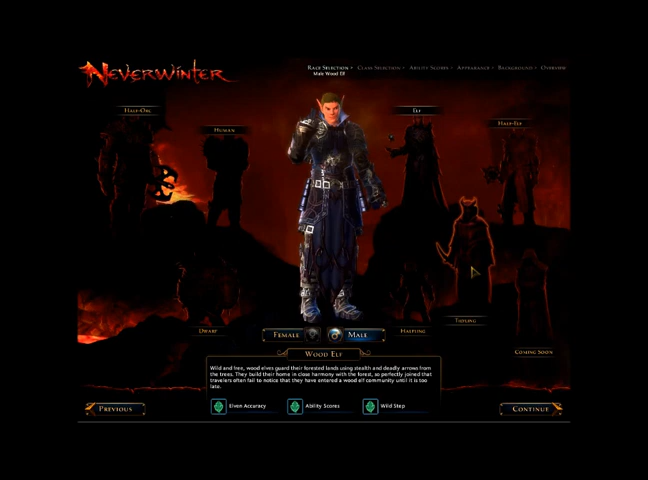 NEVERWINTER
RACE SELECTION
CLASS SELECTION
ABILITY SCORES
APPEARANCE
BACKGROUND
OVERVIEW
Male Wood Elf
HALF-ORC
HUMAN
ELF
HALF-ELF
DWARF
FEMALE
MALE
HALFLING
TIEFLING
COMING SOON
WOOD ELF
Wild and free, wood elves guard their forested lands using stealth and deadly arrows from
the trees. They build their home in close harmony with the forest, so perfectly joined that
travelers often fail to notice that they have entered a wood elf community until it is too
late.
Elven Accuracy
Ability Scores
Wild Step
PREVIOUS
CONTINUE